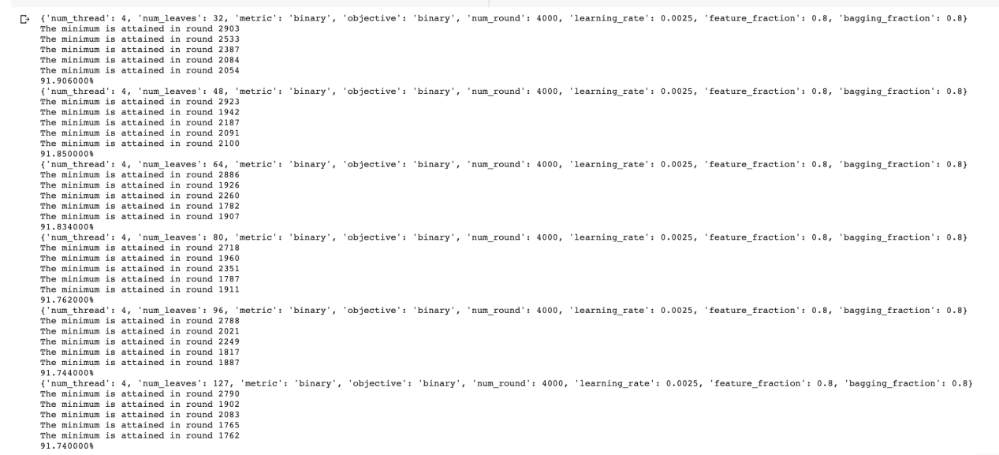 {'num_thread': 4, 'num_leaves': 32, 'metric': 'binary', 'objective': 'binary', 'num_round': 4000, 'learning_rate': 0.0025, 'feature_fraction': 0.8, 'bagging_fraction': 0.8}
The minimum is attained in round 2903
The minimum is attained in round 2533
The minimum is attained in round 2387
The minimum is attained in round 2084
The minimum is attained in round 2054
91.906000%
{'num_thread': 4, 'num_leaves': 48, 'metric': 'binary', 'objective': 'binary', 'num_round': 4000, 'learning_rate': 0.0025, 'feature_fraction': 0.8, 'bagging_fraction': 0.8}
The minimum is attained in round 2923
The minimum is attained in round 1942
The minimum is attained in round 2187
The minimum is attained in round 2091
The minimum is attained in round 2100
91.850000%
{'num_thread': 4, 'num_leaves': 64, 'metric': 'binary', 'objective': 'binary', 'num_round': 4000, 'learning_rate': 0.0025, 'feature_fraction': 0.8, 'bagging_fraction': 0.8}
The minimum is attained in round 2886
The minimum is attained in round 1926
The minimum is attained in round 2260
The minimum is attained in round 1782
The minimum is attained in round 1907
91.834000%
{'num_thread': 4, 'num_leaves': 80, 'metric': 'binary', 'objective': 'binary', 'num_round': 4000, 'learning_rate': 0.0025, 'feature_fraction': 0.8, 'bagging_fraction': 0.8}
The minimum is attained in round 2718
The minimum is attained in round 1960
The minimum is attained in round 2351
The minimum is attained in round 1787
The minimum is attained in round 1911
91.762000%
{'num_thread': 4, 'num_leaves': 96, 'metric': 'binary', 'objective': 'binary', 'num_round': 4000, 'learning_rate': 0.0025, 'feature_fraction': 0.8, 'bagging_fraction': 0.8}
The minimum is attained in round 2788
The minimum is attained in round 2021
The minimum is attained in round 2249
The minimum is attained in round 1817
The minimum is attained in round 1887
91.744000%
{'num_thread': 4, 'num_leaves': 127, 'metric': 'binary', 'objective': 'binary', 'num_round': 4000, 'learning_rate': 0.0025, 'feature_fraction': 0.8, 'bagging_fraction': 0.8}
The minimum is attained in round 2790
The minimum is attained in round 1902
The minimum is attained in round 2083
The minimum is attained in round 1765
The minimum is attained in round 1762
91.740000%